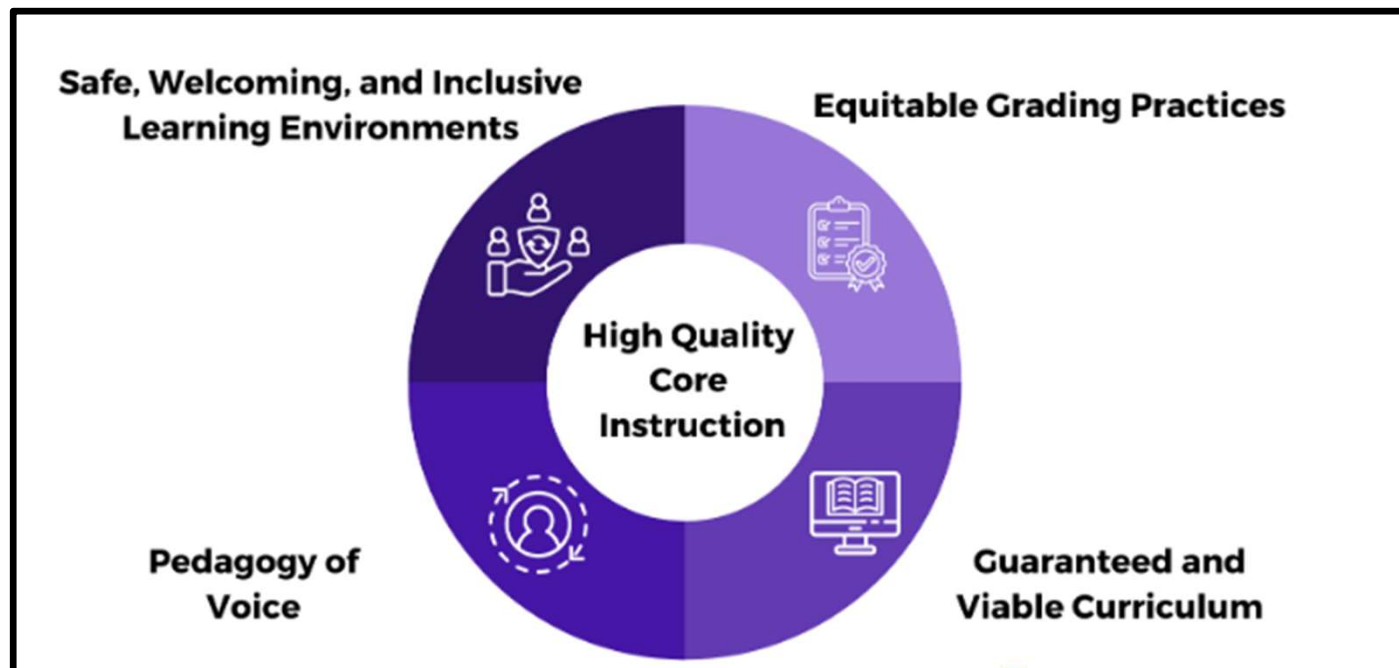 Safe, Welcoming, and Inclusive
Learning Environments
Equitable Grading Practices
High Quality
Core
Instruction
Pedagogy of
Voice
Guaranteed and
Viable Curriculum